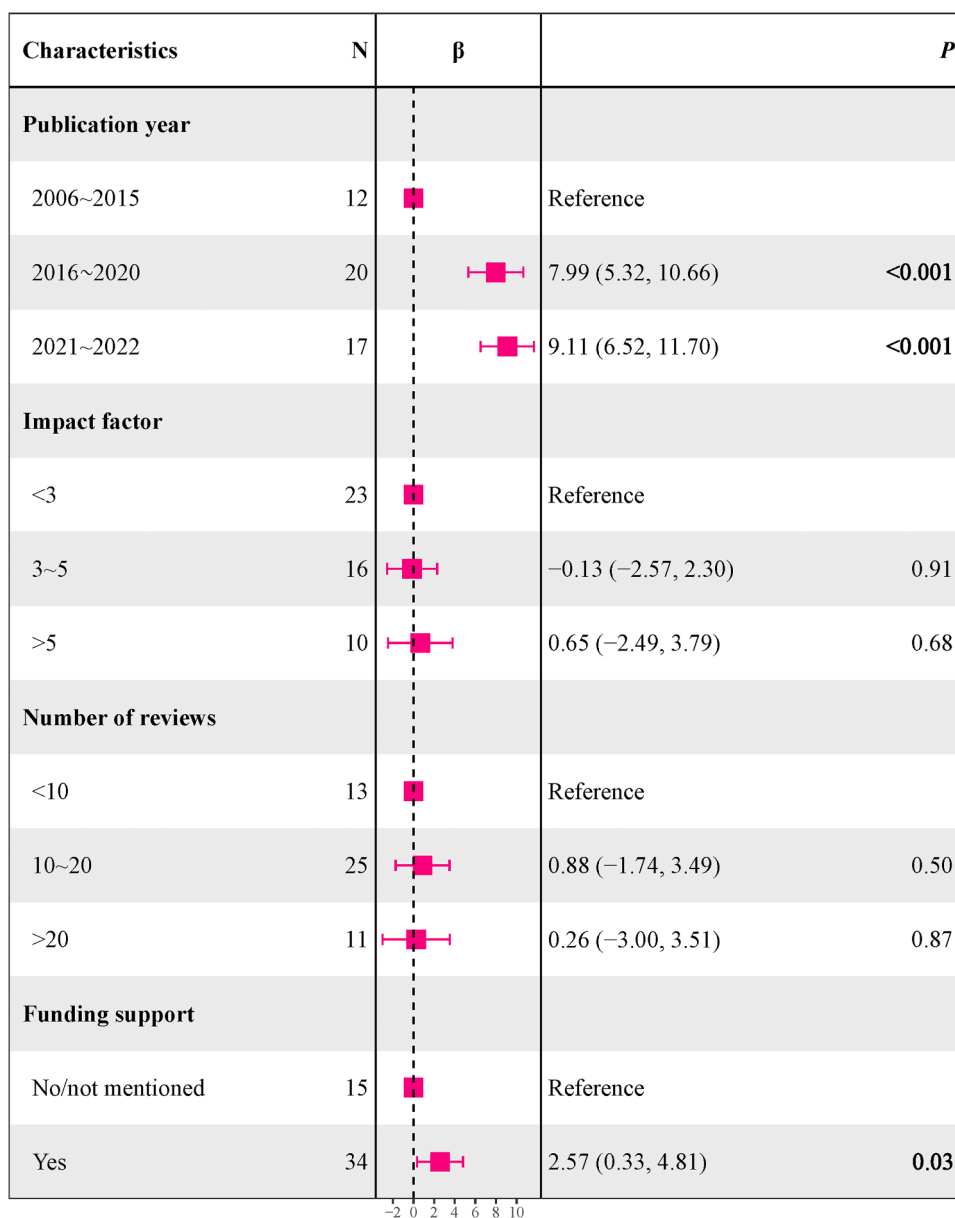 Characteristics N β P
Publication year
2006~2015 12 Reference
2016~2020 20 7.99 (5.32, 10.66) <0.001
2021~2022 17 9.11 (6.52, 11.70) <0.001
Impact factor
<3 23 Reference
3~5 16 −0.13 (−2.57, 2.30) 0.91
>5 10 0.65 (−2.49, 3.79) 0.68
Number of reviews
<10 13 Reference
10~20 25 0.88 (−1.74, 3.49) 0.50
>20 11 0.26 (−3.00, 3.51) 0.87
Funding support
No/not mentioned 15 Reference
Yes 34 2.57 (0.33, 4.81) 0.03
−2 0 2 4 6 8 10